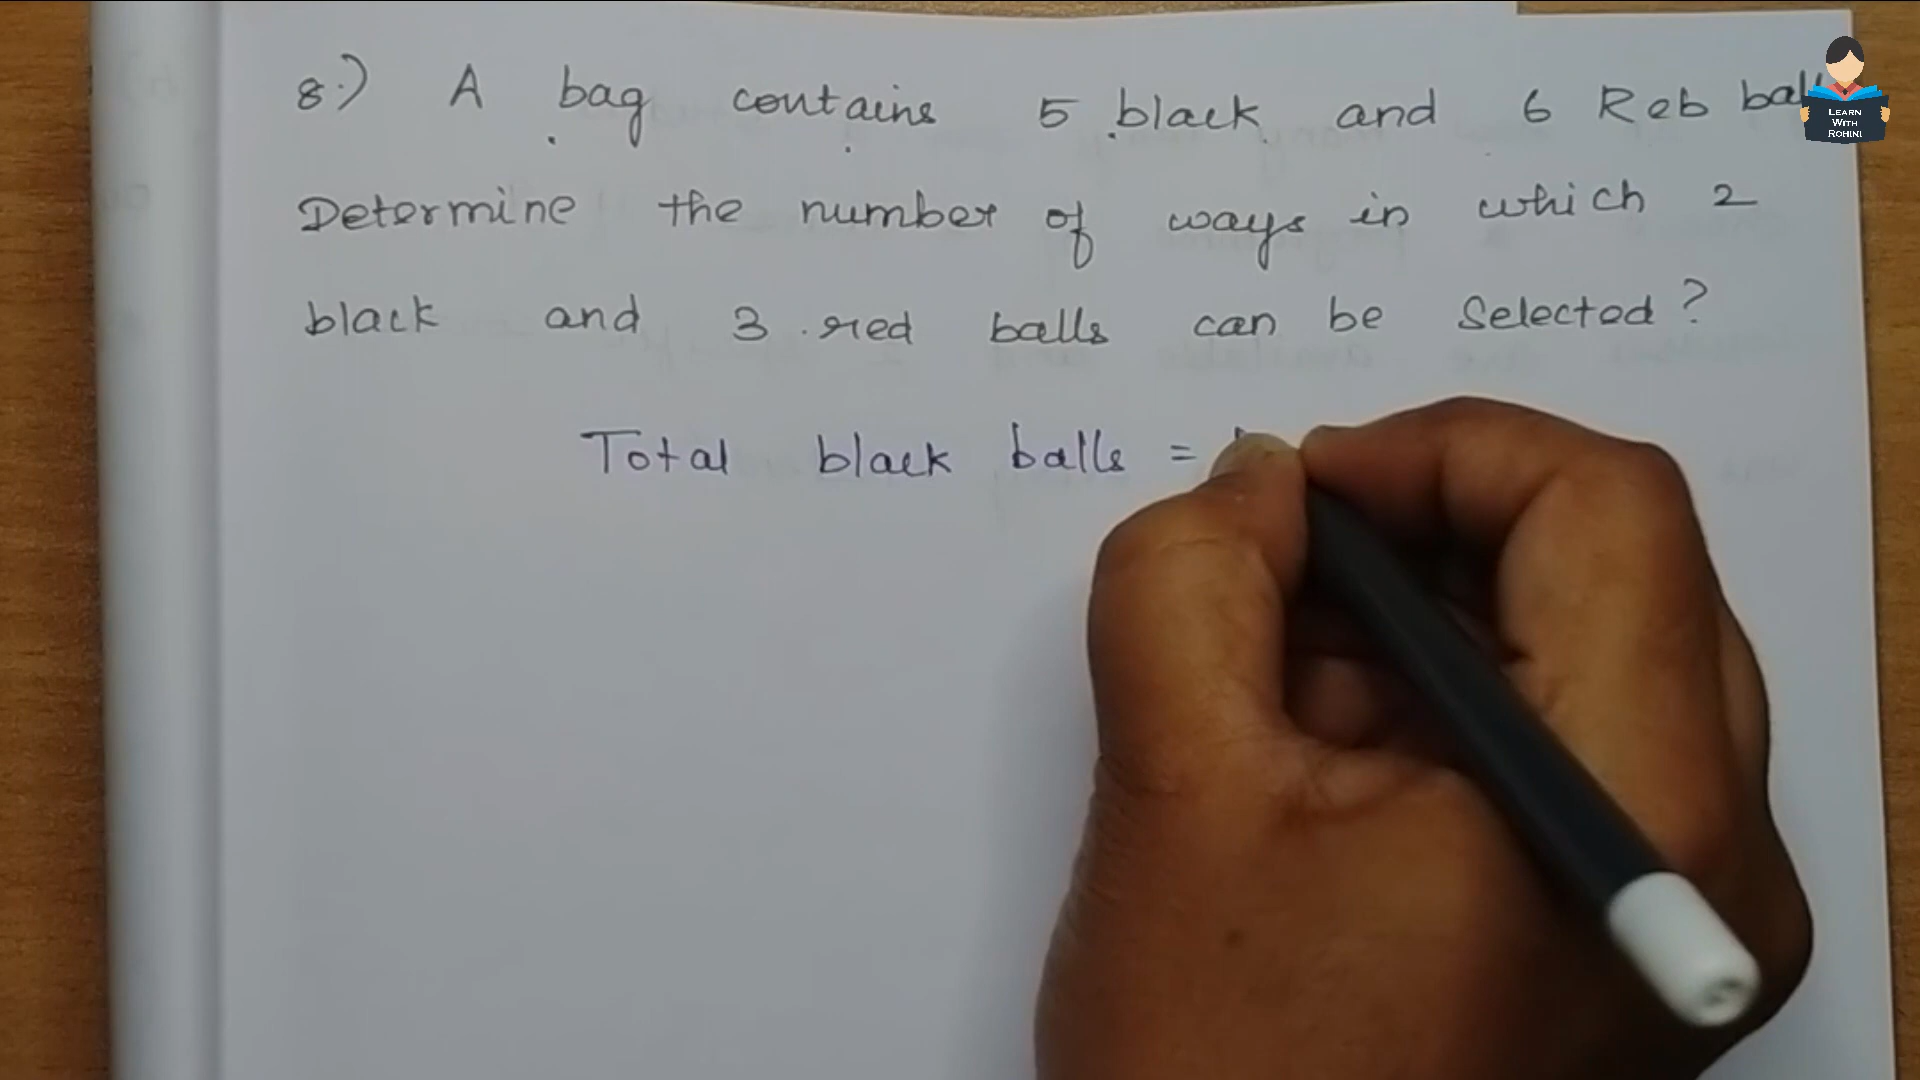 8.) A bag contains 5 black and 6 Reb ball
Determine the number of ways in which 2
black and 3 red balls can be Selected?
Total black balls =
LEARN
WITH
ROHINI